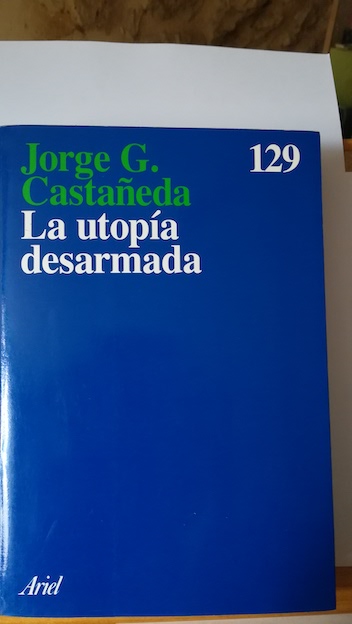 Jorge G.
Castañeda
129
La utopía
desarmada
Ariel